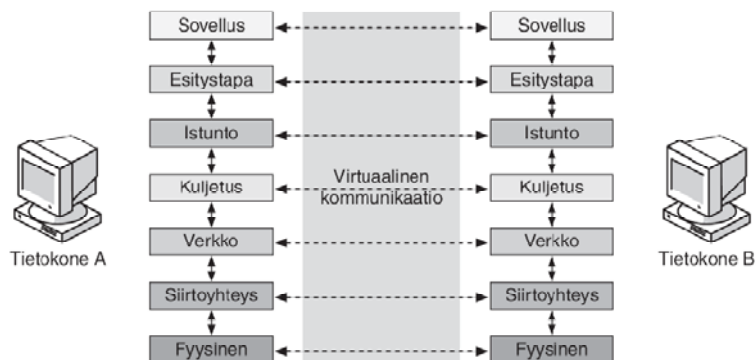 Sovellus
Sovellus
Esitystapa
Esitystapa
Istunto
Istunto
Kuljetus
Virtuaalinen
kommunikaatio
Kuljetus
Verkko
Verkko
Tietokone A
Tietokone B
Siirtoyhteys
Siirtoyhteys
Fyysinen
Fyysinen